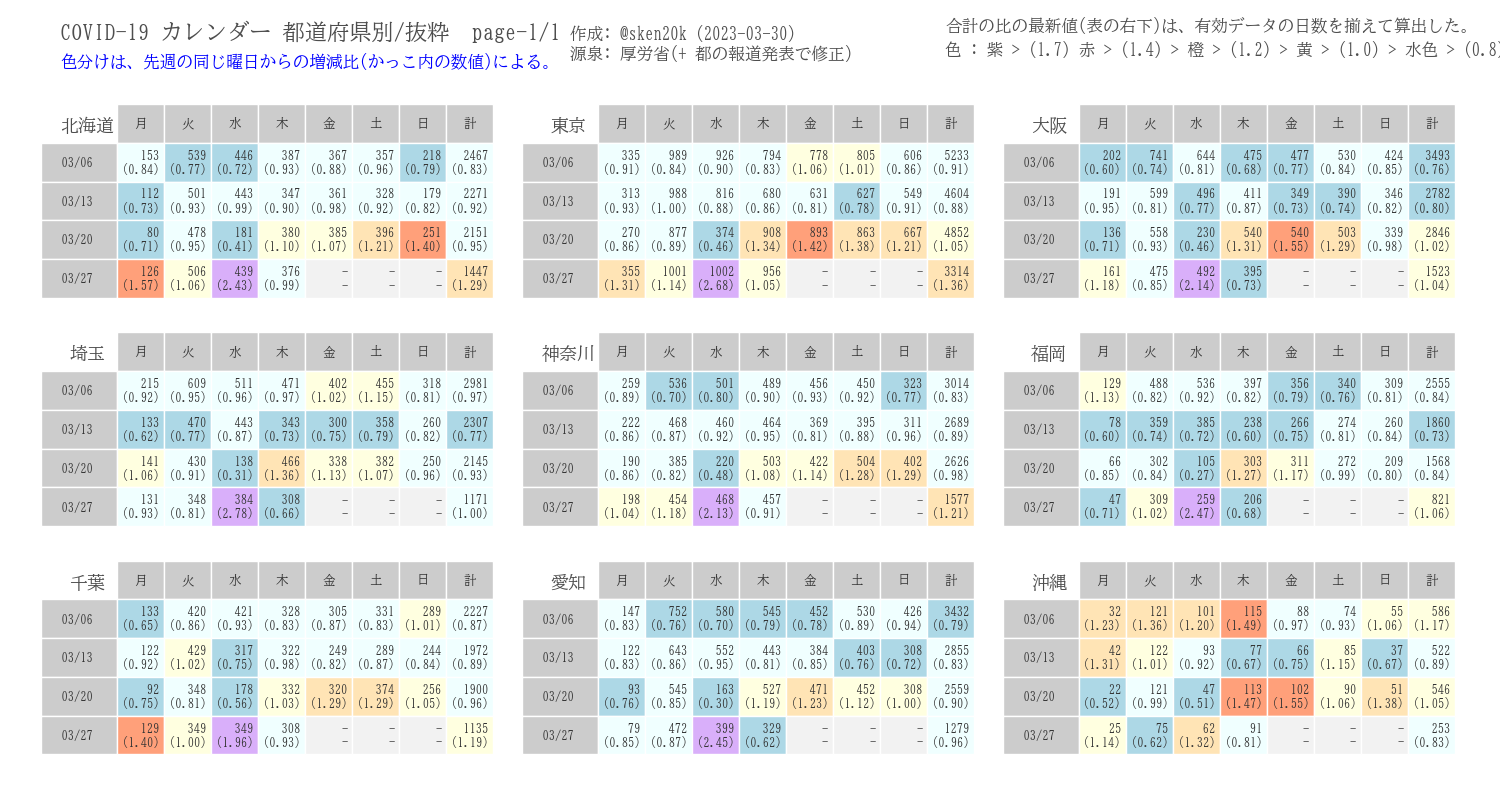 COVID-19 カレンダー 都道府県別/抜粋 page-1/1
作成: @sken20k (2023-03-30)
色分けは、先週の同じ曜日からの増減比(かっこ内の数値)による。
源泉: 厚労省(+ 都の報道発表で修正)
合計の比の最新値(表の右下)は、有効データの日数を揃えて算出した。
色 : 紫 > (1.7) 赤 > (1.4) 橙 > (1.2) 黄 > (1.0) > 水色 > (0.8)
北海道 月 火 水 木 金 土 日 計
03/06 153 539 446 387 367 357 218 2467
(0.84) (0.77) (0.72) (0.93) (0.88) (0.96) (0.79) (0.83)
03/13 112 501 443 347 361 328 179 2271
(0.73) (0.93) (0.99) (0.90) (0.98) (0.92) (0.82) (0.92)
03/20 80 478 181 380 385 396 251 2151
(0.71) (0.95) (0.41) (1.10) (1.07) (1.21) (1.40) (0.95)
03/27 126 506 439 376 - - - 1447
(1.57) (1.06) (2.43) (0.99) - - - (1.29)
東京 月 火 水 木 金 土 日 計
03/06 335 989 926 794 778 805 606 5233
(0.91) (0.84) (0.90) (0.83) (1.06) (1.01) (0.86) (0.91)
03/13 313 988 816 680 631 627 549 4604
(0.93) (1.00) (0.88) (0.86) (0.81) (0.78) (0.91) (0.88)
03/20 270 877 374 908 893 863 667 4852
(0.86) (0.89) (0.46) (1.34) (1.42) (1.38) (1.21) (1.05)
03/27 355 1001 1002 956 - - - 3314
(1.31) (1.14) (2.68) (1.05) - - - (1.36)
大阪 月 火 水 木 金 土 日 計
03/06 202 741 644 475 477 530 424 3493
(0.60) (0.74) (0.81) (0.68) (0.77) (0.84) (0.85) (0.76)
03/13 191 599 496 411 349 390 346 2782
(0.95) (0.81) (0.77) (0.87) (0.73) (0.74) (0.82) (0.80)
03/20 136 558 230 540 540 503 339 2846
(0.71) (0.93) (0.46) (1.31) (1.55) (1.29) (0.98) (1.02)
03/27 161 475 492 395 - - - 1523
(1.18) (0.85) (2.14) (0.73) - - - (1.04)
埼玉 月 火 水 木 金 土 日 計
03/06 215 609 511 471 402 455 318 2981
(0.92) (0.95) (0.96) (0.97) (1.02) (1.15) (0.81) (0.97)
03/13 133 470 443 343 300 358 260 2307
(0.62) (0.77) (0.87) (0.73) (0.75) (0.79) (0.82) (0.77)
03/20 141 430 138 466 338 382 250 2145
(1.06) (0.91) (0.31) (1.36) (1.13) (1.07) (0.96) (0.93)
03/27 131 348 384 308 - - - 1171
(0.93) (0.81) (2.78) (0.66) - - - (1.00)
神奈川 月 火 水 木 金 土 日 計
03/06 259 536 501 489 456 450 323 3014
(0.89) (0.70) (0.80) (0.90) (0.93) (0.92) (0.77) (0.83)
03/13 222 468 460 464 369 395 311 2689
(0.86) (0.87) (0.92) (0.95) (0.81) (0.88) (0.96) (0.89)
03/20 190 385 220 503 422 504 402 2626
(0.86) (0.82) (0.48) (1.08) (1.14) (1.28) (1.29) (0.98)
03/27 198 454 468 457 - - - 1577
(1.04) (1.18) (2.13) (0.91) - - - (1.21)
福岡 月 火 水 木 金 土 日 計
03/06 129 488 536 397 356 340 309 2555
(1.13) (0.82) (0.92) (0.82) (0.79) (0.76) (0.81) (0.84)
03/13 78 359 385 238 266 274 260 1860
(0.60) (0.74) (0.72) (0.60) (0.75) (0.81) (0.84) (0.73)
03/20 66 302 105 303 311 272 209 1568
(0.85) (0.84) (0.27) (1.27) (1.17) (0.99) (0.80) (0.84)
03/27 47 309 259 206 - - - 821
(0.71) (1.02) (2.47) (0.68) - - - (1.06)
千葉 月 火 水 木 金 土 日 計
03/06 133 420 421 328 305 331 289 2227
(0.65) (0.86) (0.93) (0.83) (0.87) (0.83) (1.01) (0.87)
03/13 122 429 317 322 249 289 244 1972
(0.92) (1.02) (0.75) (0.98) (0.82) (0.87) (0.84) (0.89)
03/20 92 348 178 332 320 374 256 1900
(0.75) (0.81) (0.56) (1.03) (1.29) (1.29) (1.05) (0.96)
03/27 129 349 349 308 - - - 1135
(1.40) (1.00) (1.96) (0.93) - - - (1.19)
愛知 月 火 水 木 金 土 日 計
03/06 147 752 580 545 452 530 426 3432
(0.83) (0.76) (0.70) (0.79) (0.78) (0.89) (0.94) (0.79)
03/13 122 643 552 443 384 403 308 2855
(0.83) (0.86) (0.95) (0.81) (0.85) (0.76) (0.72) (0.83)
03/20 93 545 163 527 471 452 308 2559
(0.76) (0.85) (0.30) (1.19) (1.23) (1.12) (1.00) (0.90)
03/27 79 472 399 329 - - - 1279
(0.85) (0.87) (2.45) (0.62) - - - (0.96)
沖縄 月 火 水 木 金 土 日 計
03/06 32 121 101 115 88 74 55 586
(1.23) (1.36) (1.20) (1.49) (0.97) (0.93) (1.06) (1.17)
03/13 42 122 93 77 66 85 37 522
(1.31) (1.01) (0.92) (0.67) (0.75) (1.15) (0.67) (0.89)
03/20 22 121 47 113 102 90 51 546
(0.52) (0.99) (0.51) (1.47) (1.55) (1.06) (1.38) (1.05)
03/27 25 75 62 91 - - - 253
(1.14) (0.62) (1.32) (0.81) - - - (0.83)